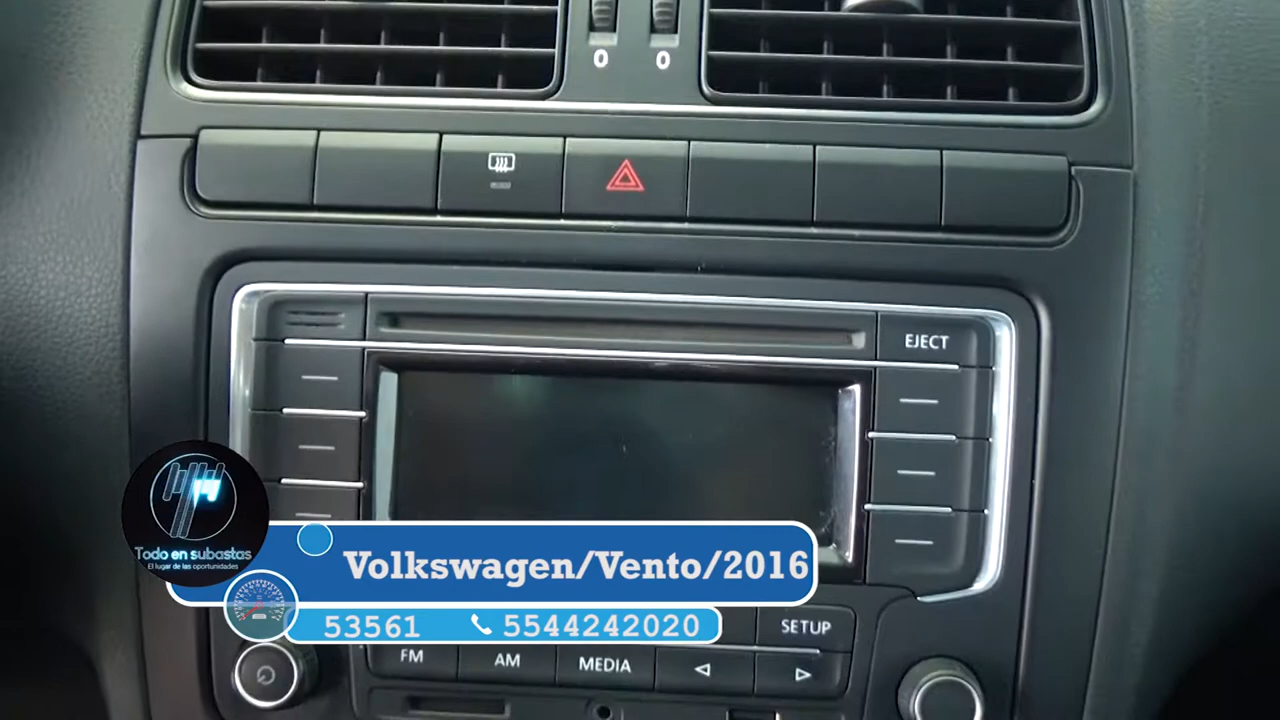 0 0
EJECT
Todo en subastas
El lugar de las oportunidades
Volkswagen/Vento/2016
53561 5544242020
SETUP
FM AM MEDIA